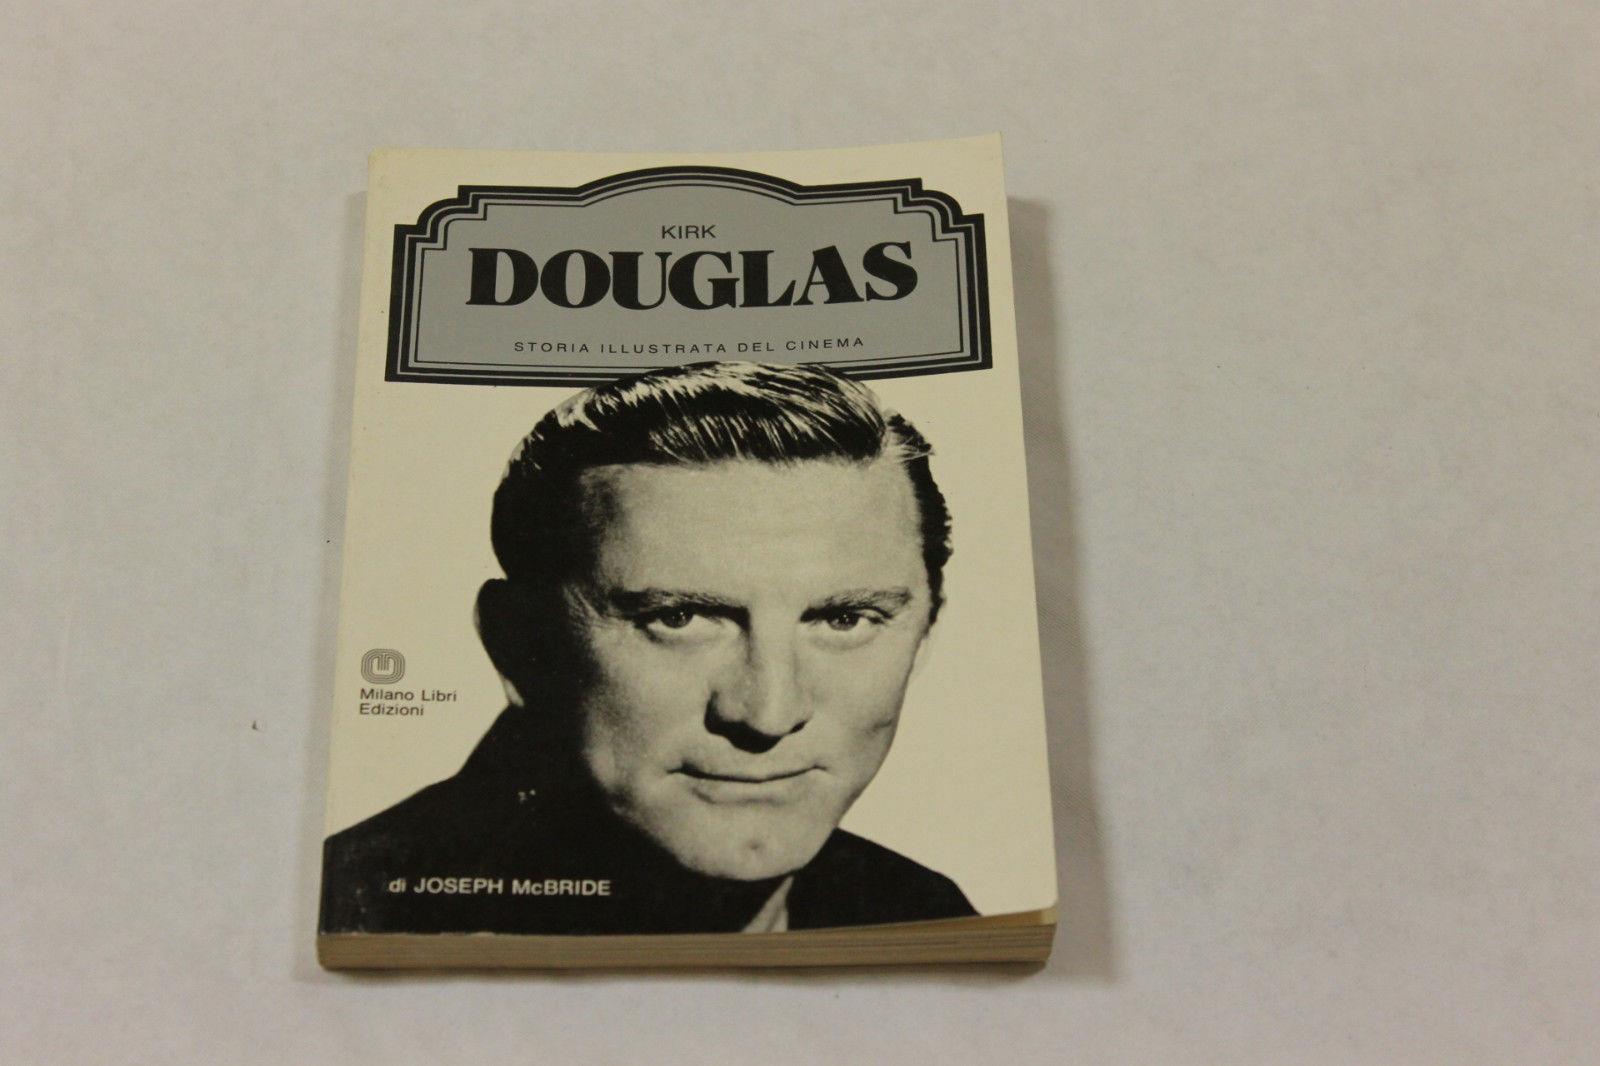 KIRK
DOUGLAS
STORIA ILLUSTRATA DEL CINEMA
Milano Libri
Edizioni
di JOSEPH McBRIDE